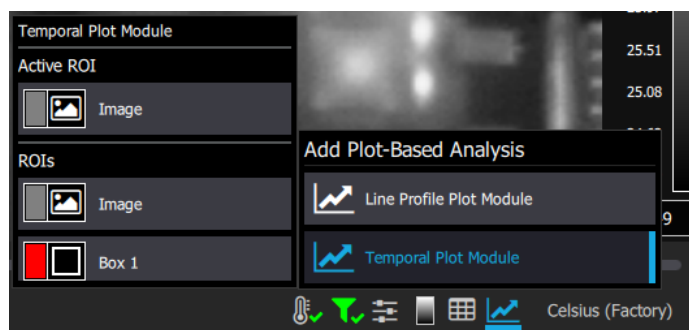 Temporal Plot Module
Active ROI
Image
ROIs
Image
Box 1
25.51
25.08
Add Plot-Based Analysis
Line Profile Plot Module
Temporal Plot Module
9
Celsius (Factory)